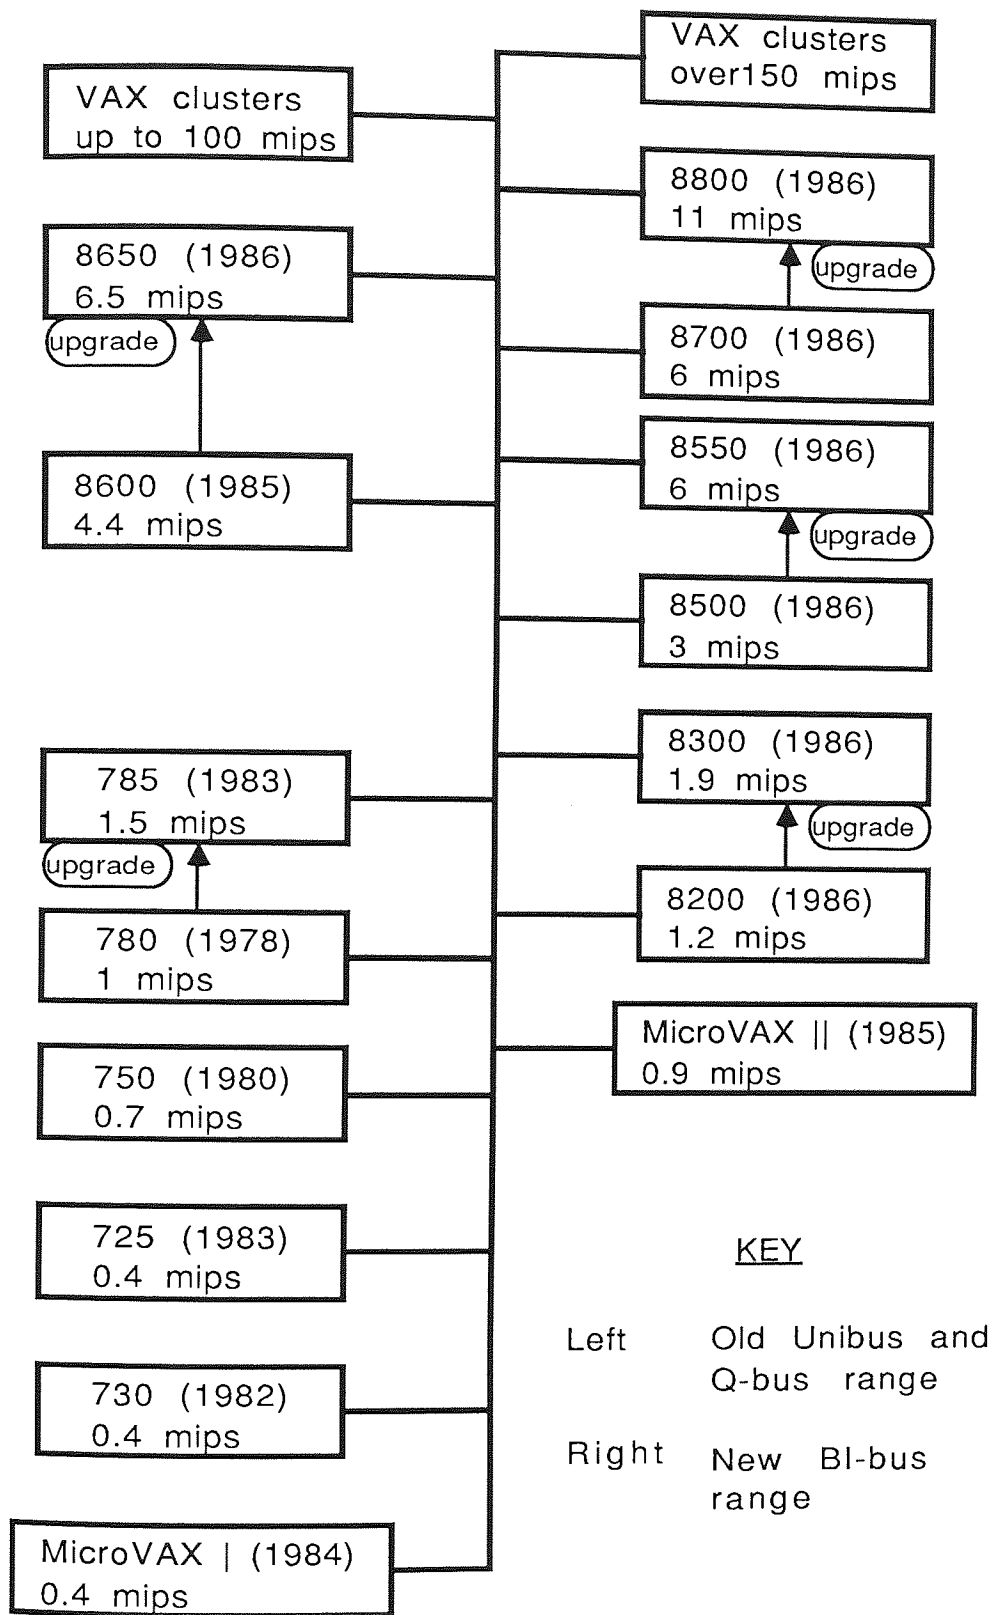 VAX clusters
up to 100 mips
8650 (1986)
6.5 mips
upgrade
8600 (1985)
4.4 mips
785 (1983)
1.5 mips
upgrade
780 (1978)
1 mips
750 (1980)
0.7 mips
725 (1983)
0.4 mips
730 (1982)
0.4 mips
MicroVAX | (1984)
0.4 mips
VAX clusters
over150 mips
8800 (1986)
11 mips
upgrade
8700 (1986)
6 mips
8550 (1986)
6 mips
upgrade
8500 (1986)
3 mips
8300 (1986)
1.9 mips
upgrade
8200 (1986)
1.2 mips
MicroVAX || (1985)
0.9 mips
KEY
Left Old Unibus and
Q-bus range
Right New BI-bus
range